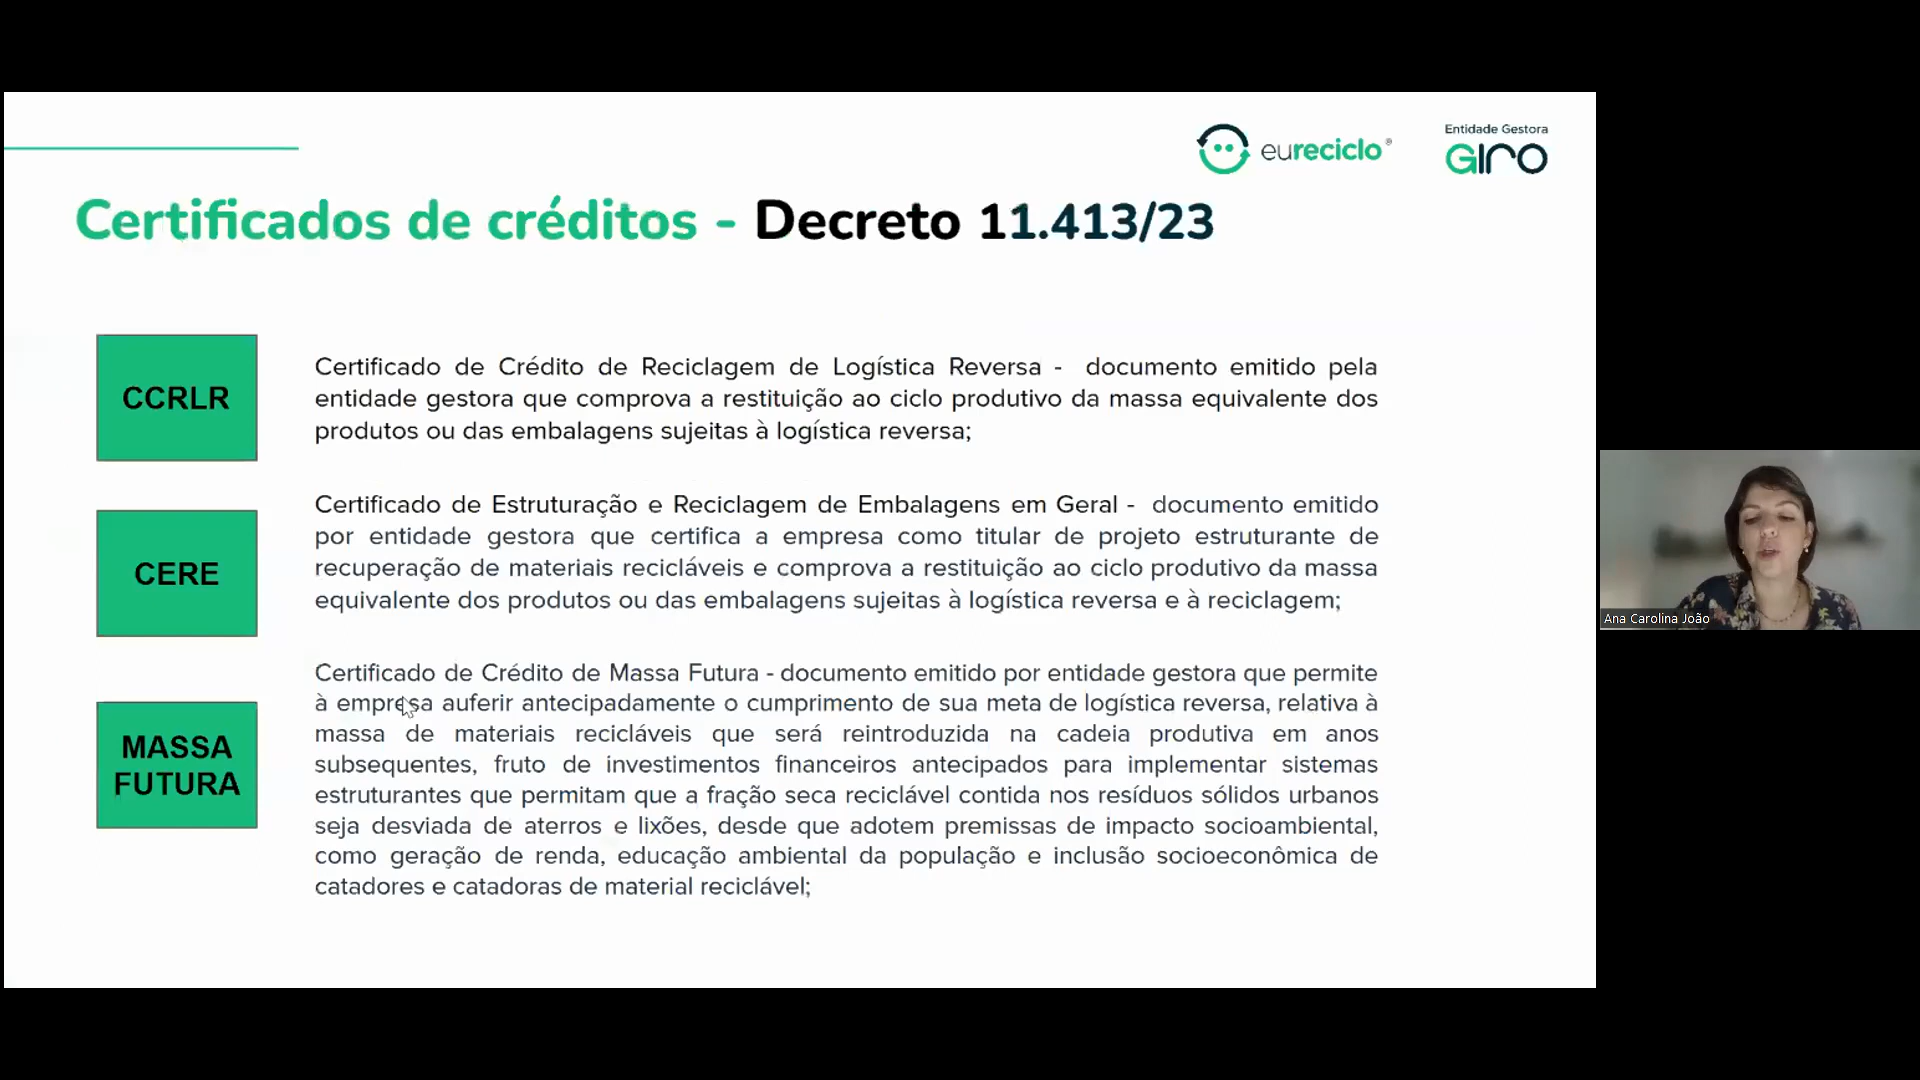 eureciclo®
Entidade Gestora
GIRO
Certificados de créditos - Decreto 11.413/23
CCRLR
Certificado de Crédito de Reciclagem de Logística Reversa - documento emitido pela
entidade gestora que comprova a restituição ao ciclo produtivo da massa equivalente dos
produtos ou das embalagens sujeitas à logística reversa;
CERE
Certificado de Estruturação e Reciclagem de Embalagens em Geral - documento emitido
por entidade gestora que certifica a empresa como titular de projeto estruturante de
recuperação de materiais recicláveis e comprova a restituição ao ciclo produtivo da massa
equivalente dos produtos ou das embalagens sujeitas à logística reversa e à reciclagem;
MASSA
FUTURA
Certificado de Crédito de Massa Futura - documento emitido por entidade gestora que permite
à empresa auferir antecipadamente o cumprimento de sua meta de logística reversa, relativa à
massa de materiais recicláveis que será reintroduzida na cadeia produtiva em anos
subsequentes, fruto de investimentos financeiros antecipados para implementar sistemas
estruturantes que permitam que a fração seca reciclável contida nos resíduos sólidos urbanos
seja desviada de aterros e lixões, desde que adotem premissas de impacto socioambiental,
como geração de renda, educação ambiental da população e inclusão socioeconômica de
catadores e catadoras de material reciclável;
Ana Carolina João